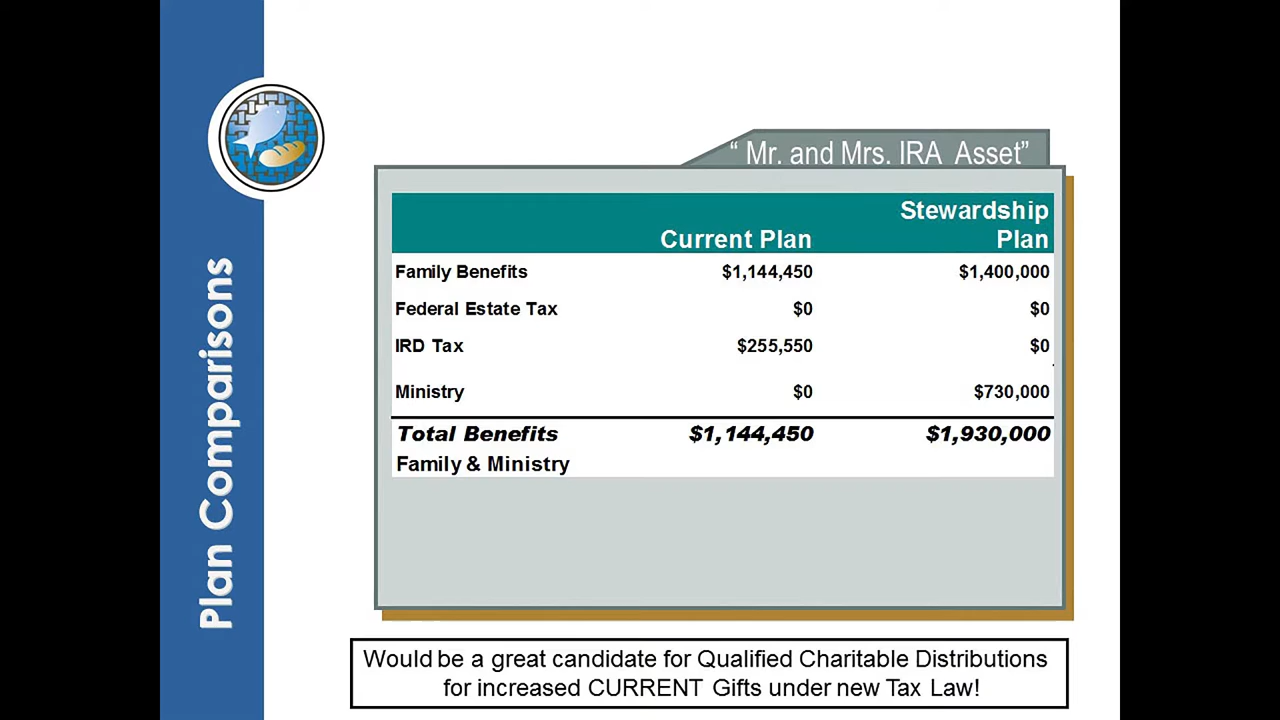 Plan Comparisons
“ Mr. and Mrs. IRA Asset”
Stewardship
Current Plan Plan
Family Benefits $1,144,450 $1,400,000
Federal Estate Tax $0 $0
IRD Tax $255,550 $0
Ministry $0 $730,000
Total Benefits $1,144,450 $1,930,000
Family & Ministry
Would be a great candidate for Qualified Charitable Distributions
for increased CURRENT Gifts under new Tax Law!